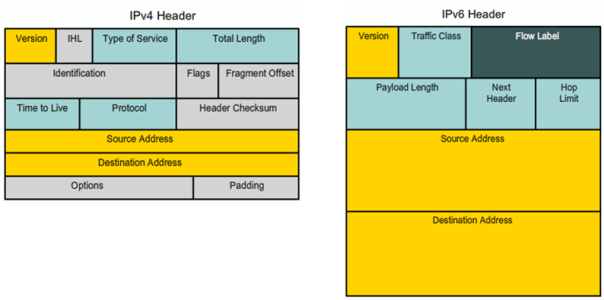 IPv4 Header
Version IHL Type of Service Total Length
Identification Flags Fragment Offset
Time to Live Protocol Header Checksum
Source Address
Destination Address
Options Padding
IPv6 Header
Version Traffic Class Flow Label
Payload Length Next Header Hop Limit
Source Address
Destination Address